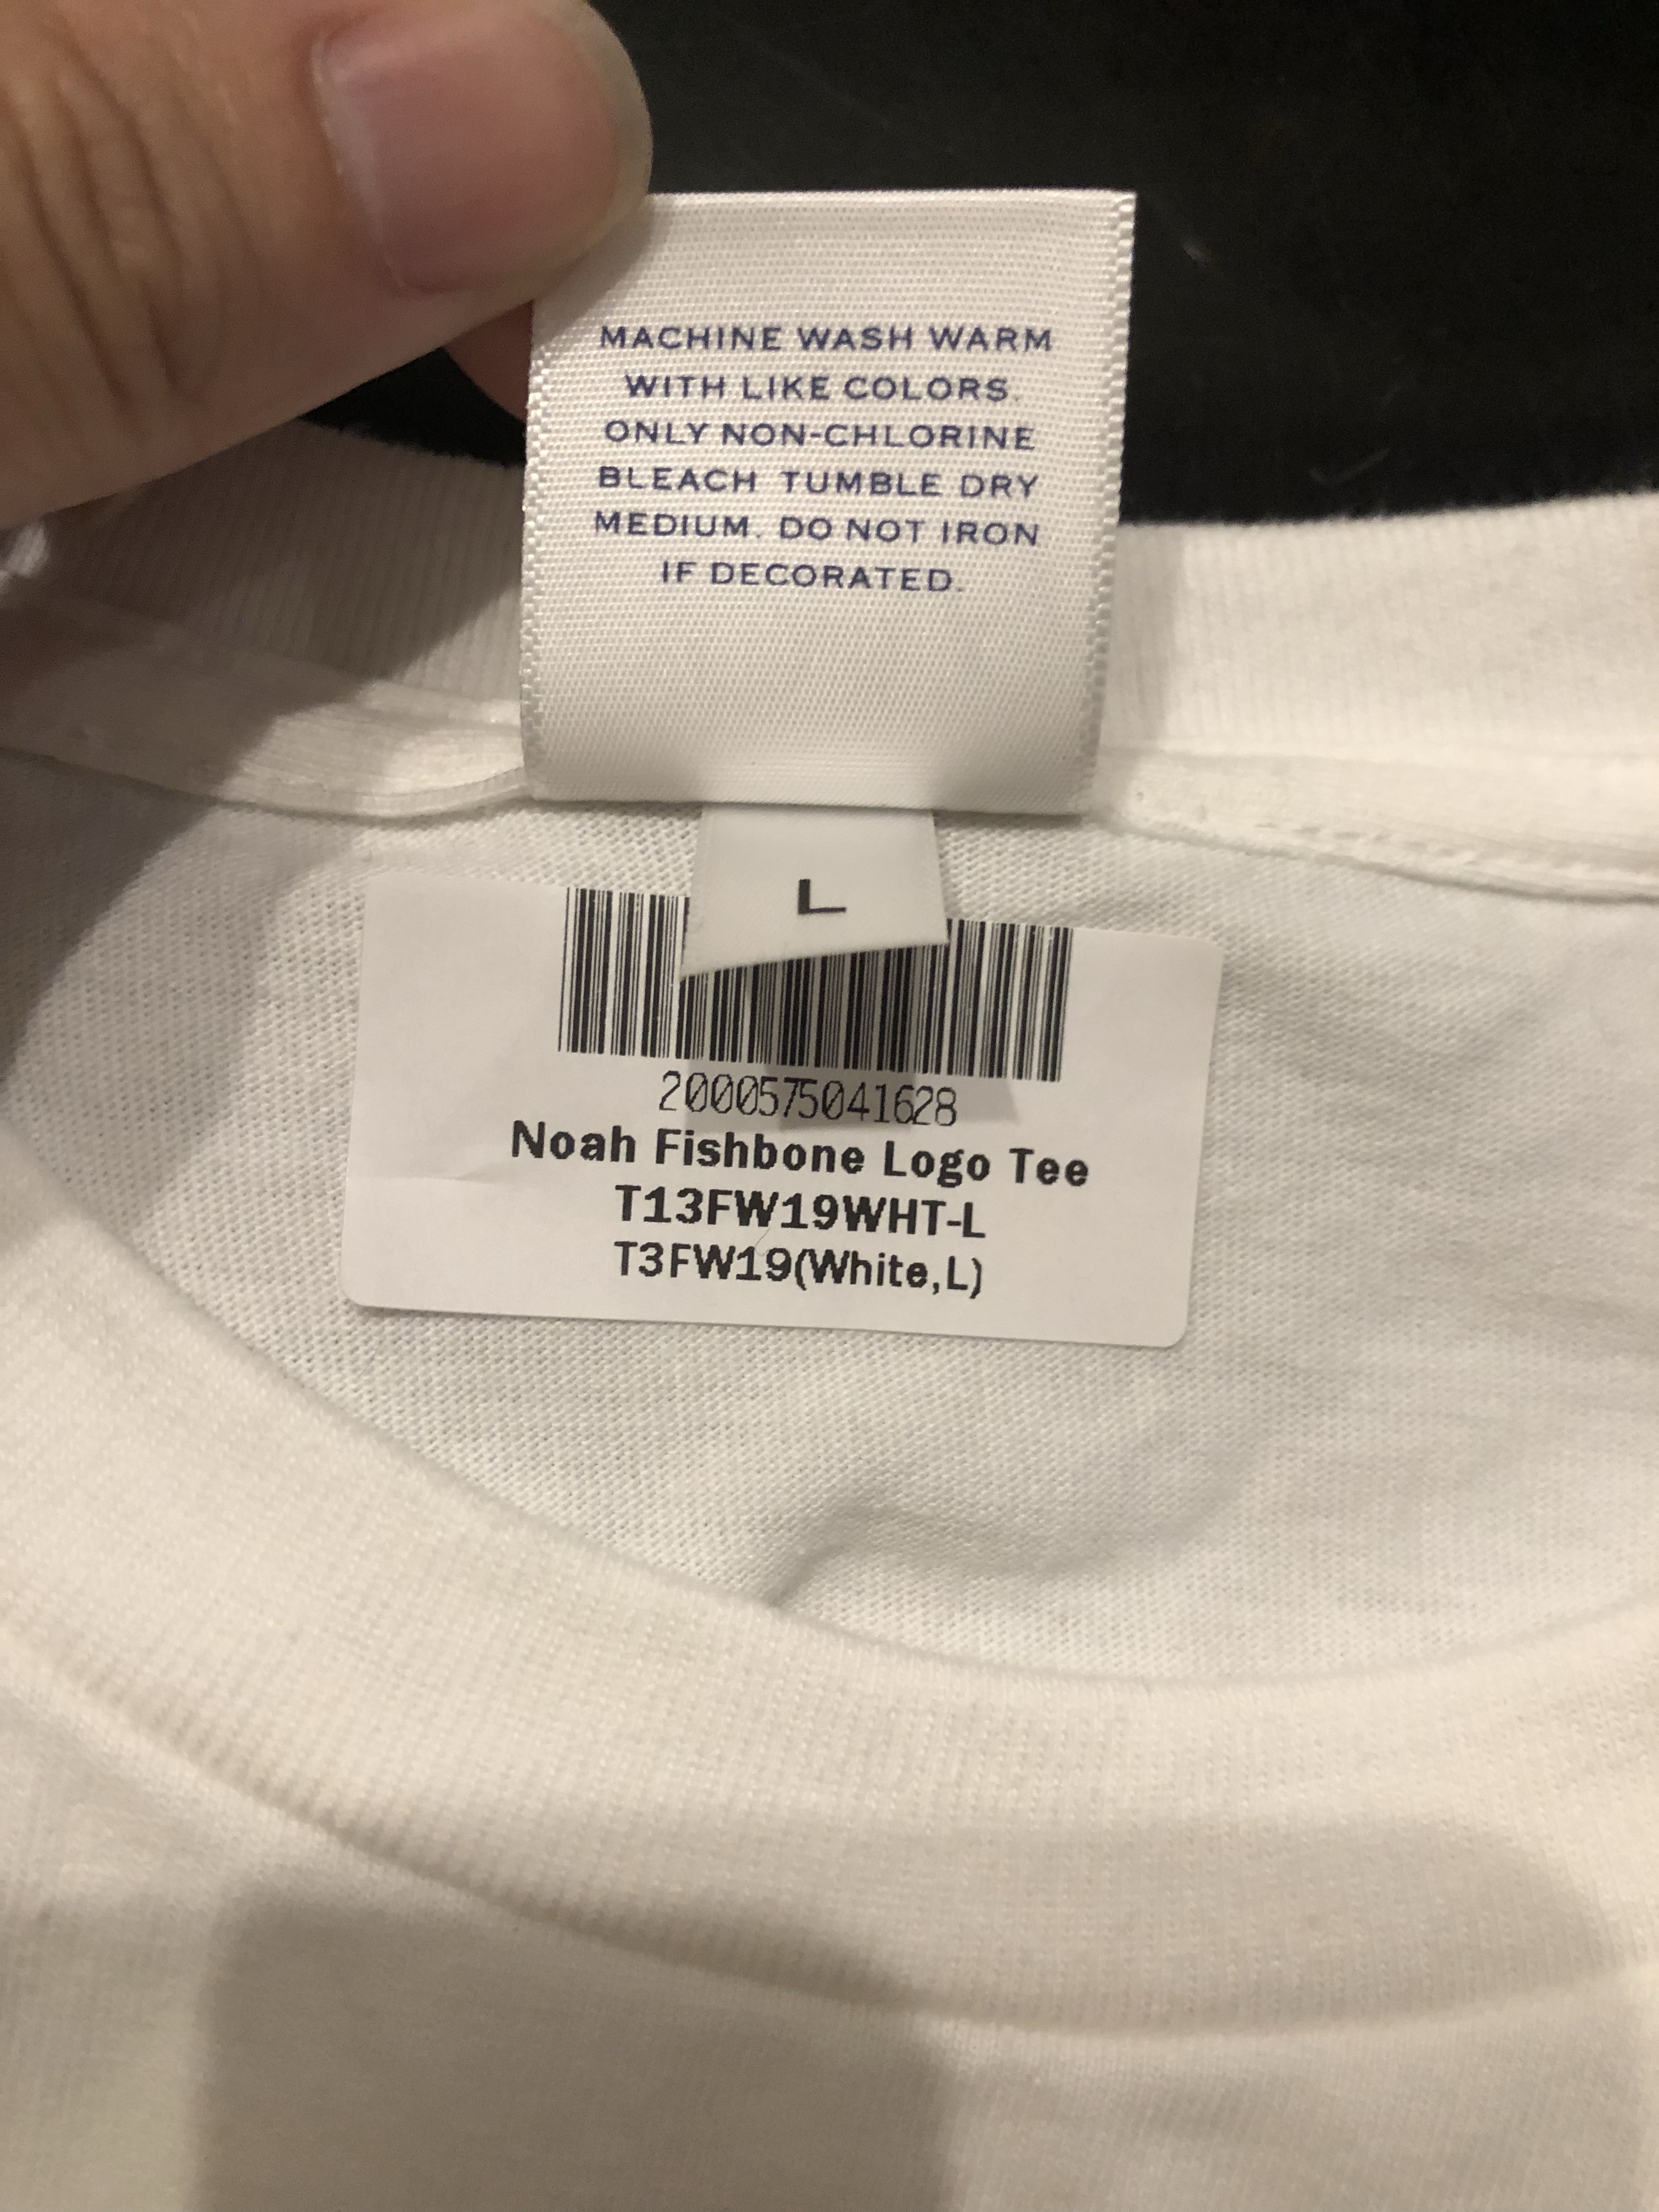 MACHINE WASH WARM
WITH LIKE COLORS.
ONLY NON-CHLORINE
BLEACH TUMBLE DRY
MEDIUM. DO NOT IRON
IF DECORATED.
L
2000575041628
Noah Fishbone Logo Tee
T13FW19WHT-L
T3FW19(White,L)